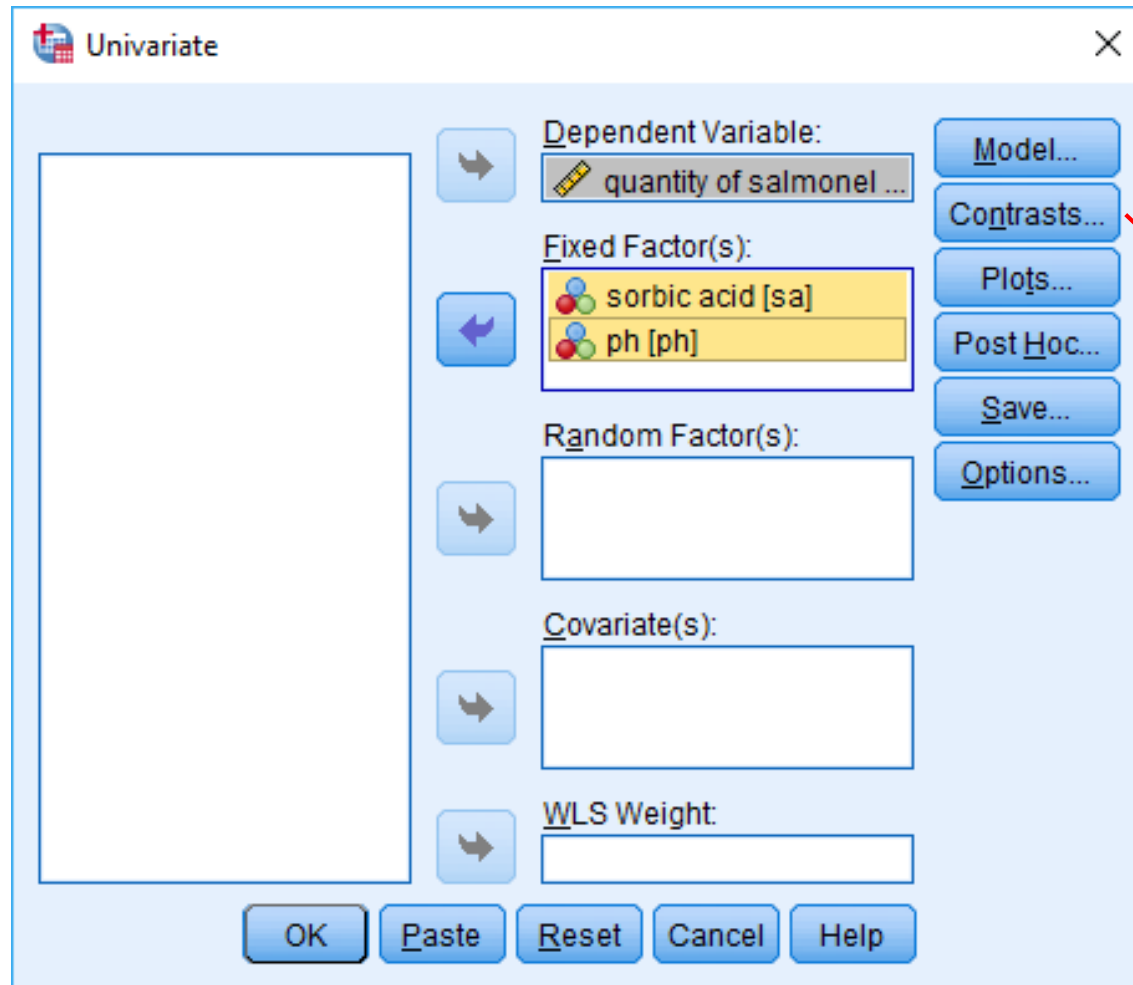 Univariate
Dependent Variable:
quantity of salmonel ...
Fixed Factor(s):
sorbic acid [sa]
ph [ph]
Random Factor(s):
Covariate(s):
WLS Weight:
Model...
Contrasts...
Plots...
Post Hoc...
Save...
Options...
OK Paste Reset Cancel Help